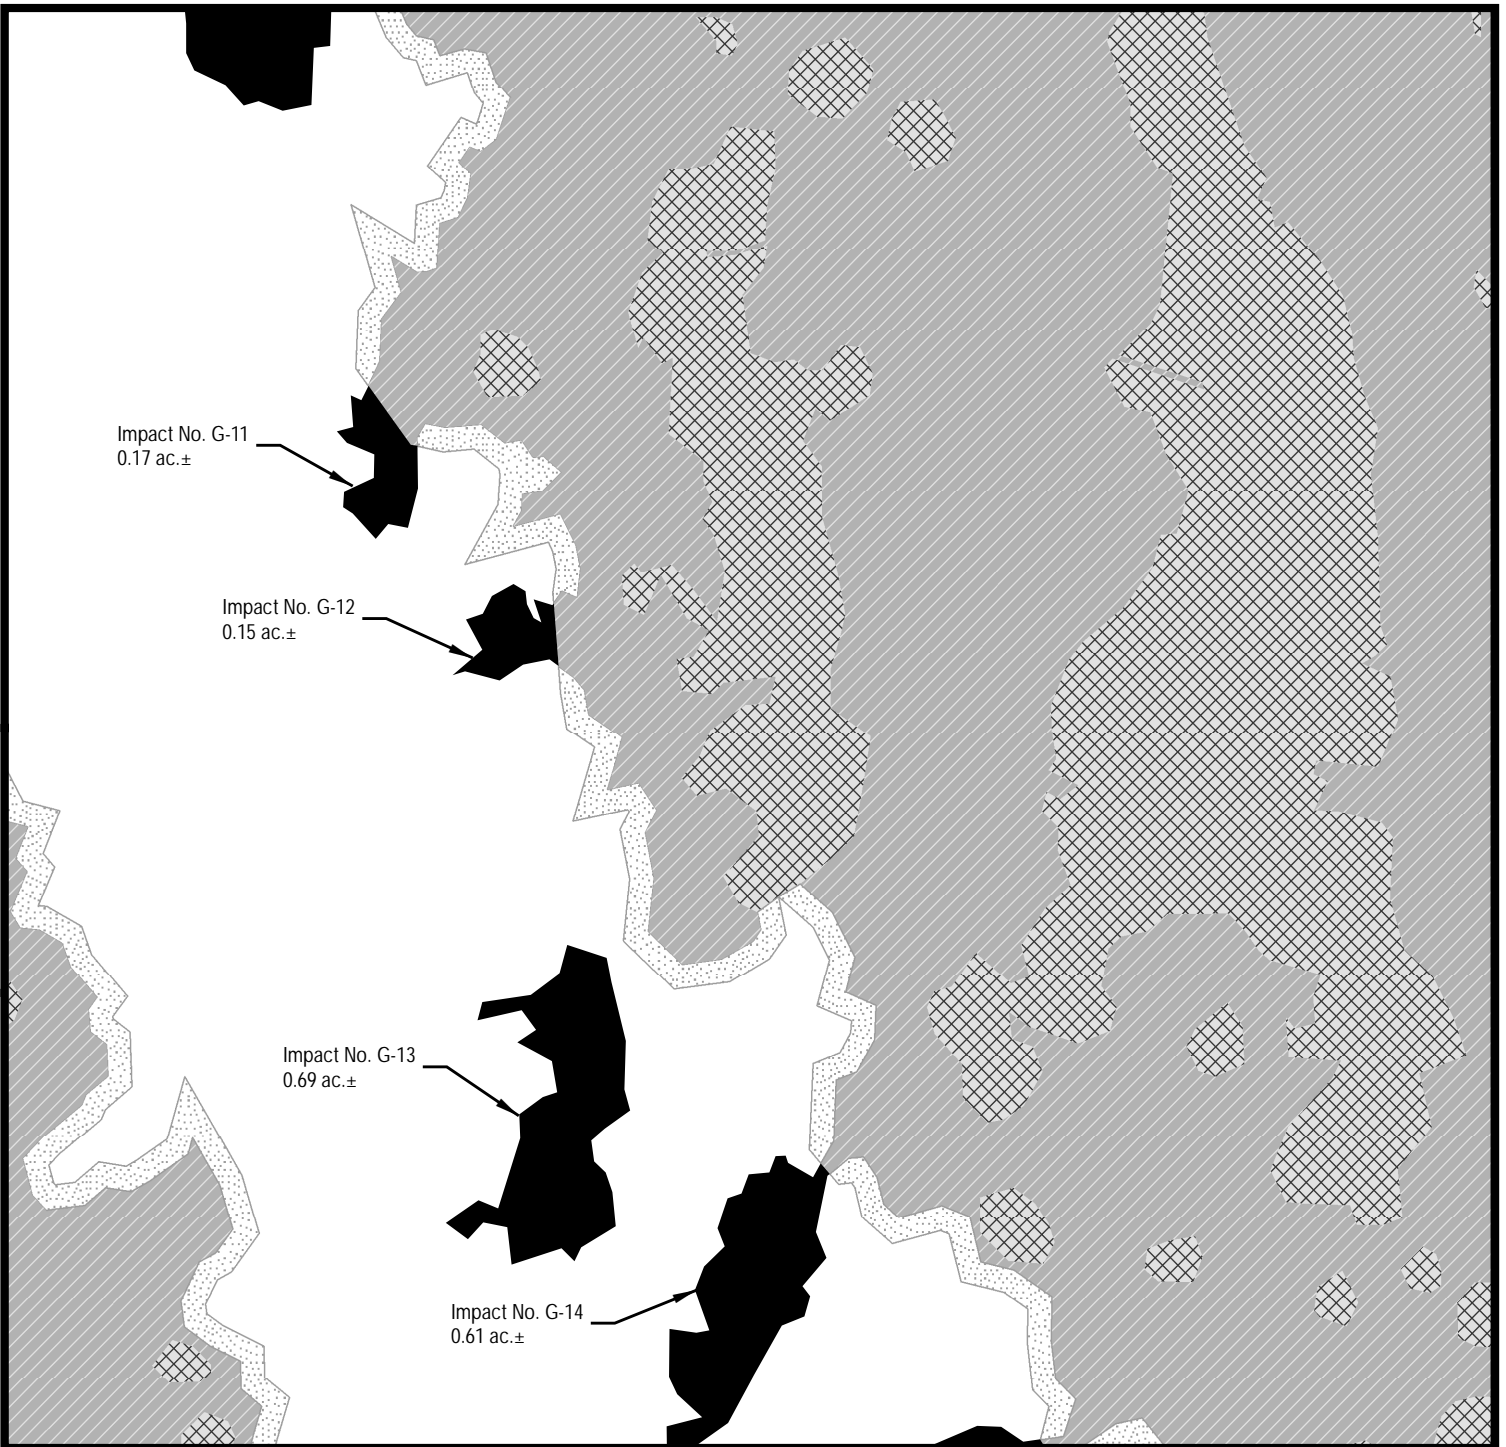 Impact No. G-11
0.17 ac.±
Impact No. G-12
0.15 ac.±
Impact No. G-13
0.69 ac.±
Impact No. G-14
0.61 ac.±